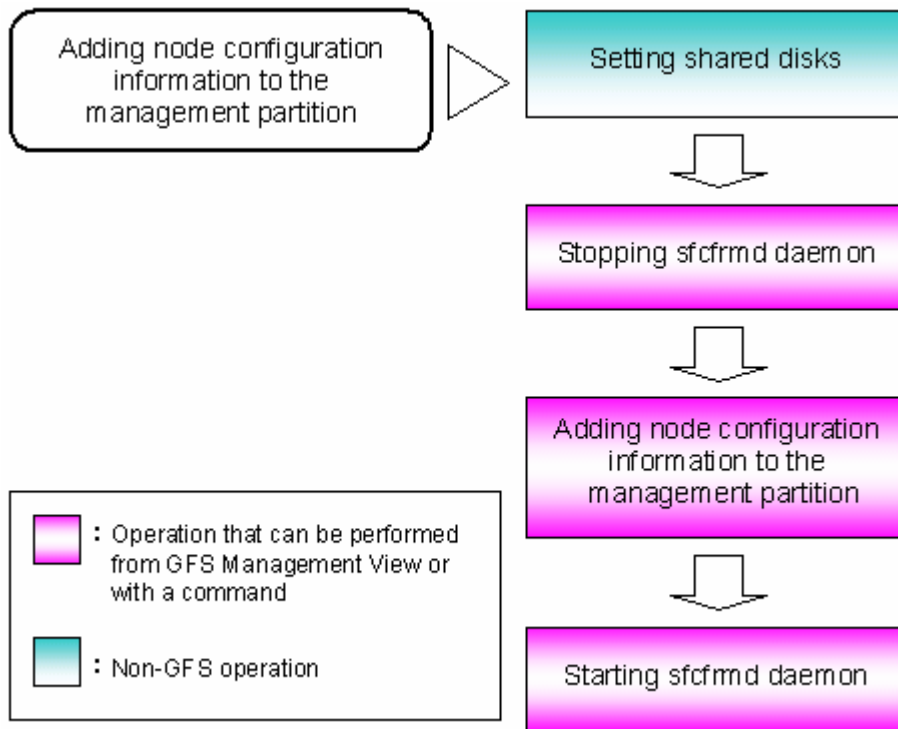 Adding node configuration
information to the
management partition
Setting shared disks
Stopping sfcfrmd daemon
Adding node configuration
information to the
management partition
Starting sfcfrmd daemon
: Operation that can be performed
from GFS Management View or
with a command
: Non-GFS operation